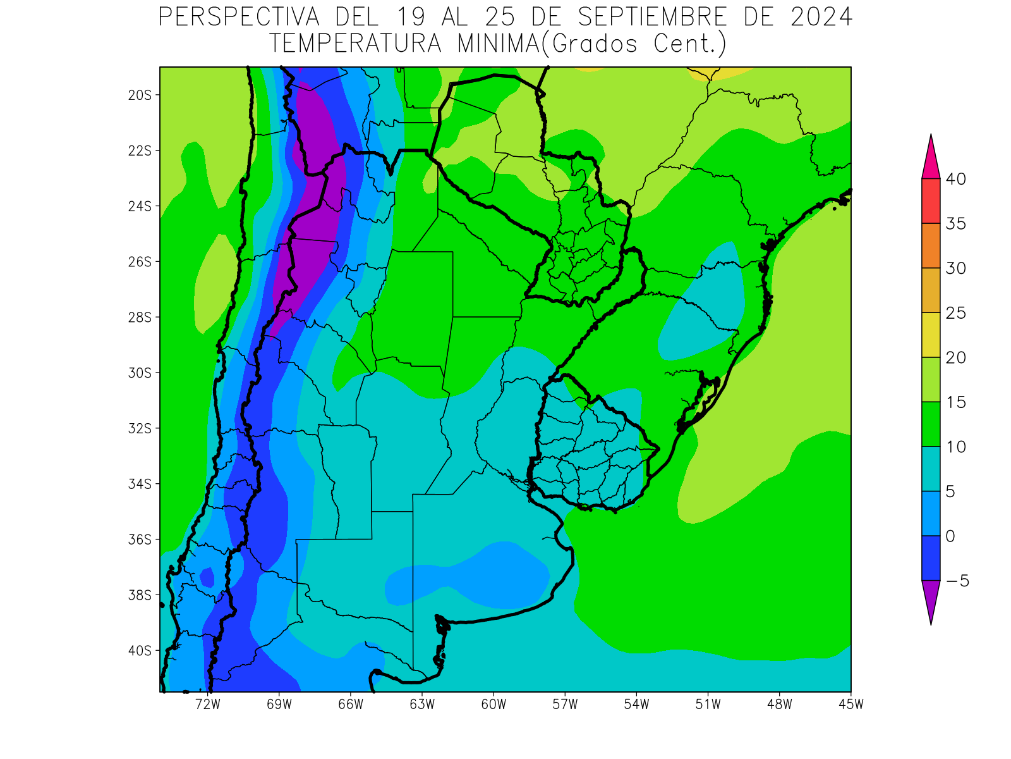 PERSPECTIVA DEL 19 AL 25 DE SEPTIEMBRE DE 2024
TEMPERATURA MINIMA(Grados Cent.)
20S
22S
24S
26S
28S
30S
32S
34S
36S
38S
40S
72W 69W 66W 63W 60W 57W 54W 51W 48W 45W
40
35
30
25
20
15
10
5
0
-5